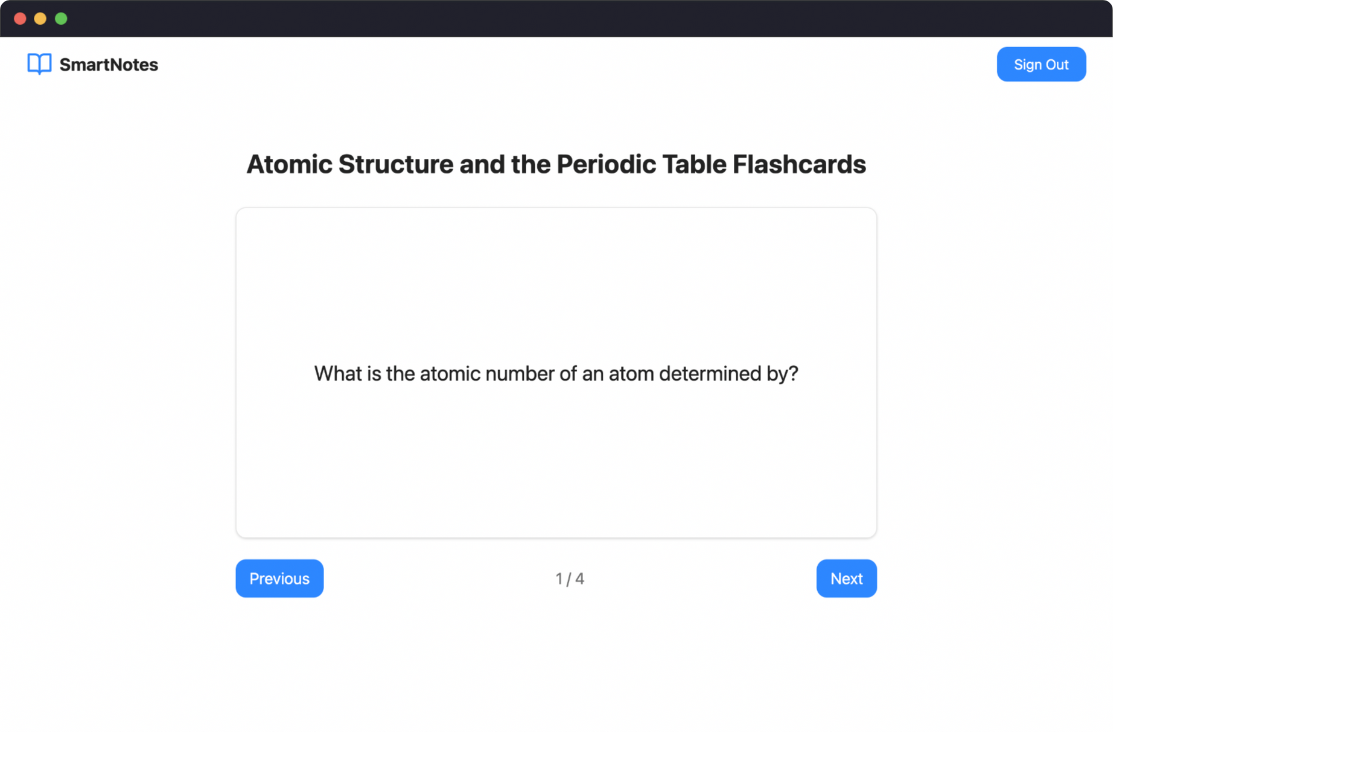 SmartNotes
Sign Out
Atomic Structure and the Periodic Table Flashcards
What is the atomic number of an atom determined by?
Previous
1 / 4
Next